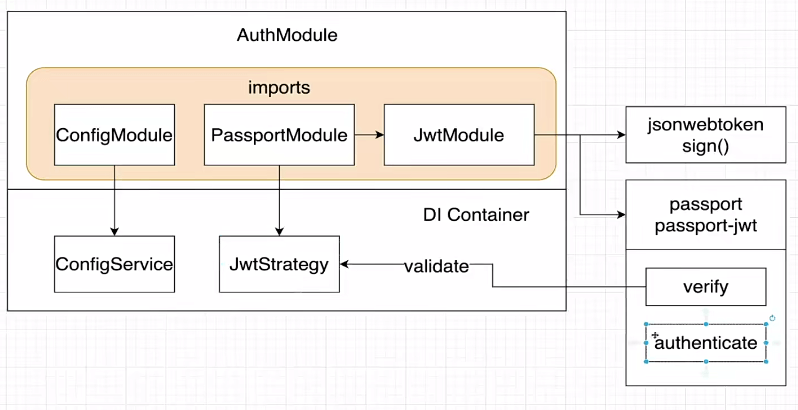 AuthModule
imports
ConfigModule
PassportModule
JwtModule
jsonwebtoken
sign()
passport
passport-jwt
DI Container
ConfigService
JwtStrategy
validate
verify
authenticate